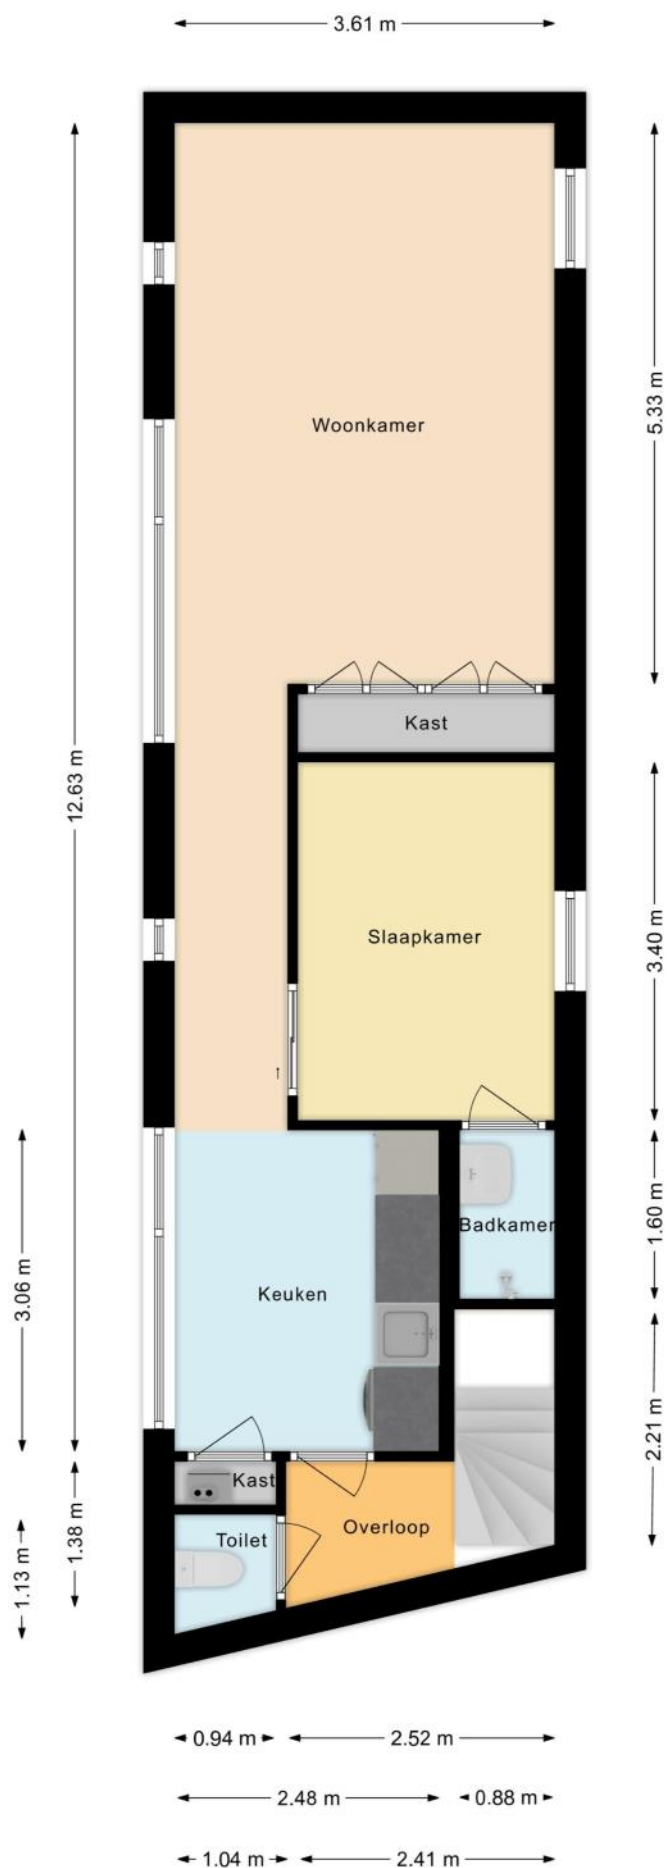 3.61 m
Woonkamer
5.33 m
Kast
12.63 m
Slaapkamer
3.40 m
Badkamer
1.60 m
Keuken
3.06 m
2.21 m
Kast
Overloop
Toilet
1.38 m
1.13 m
0.94 m
2.52 m
2.48 m
0.88 m
1.04 m
2.41 m